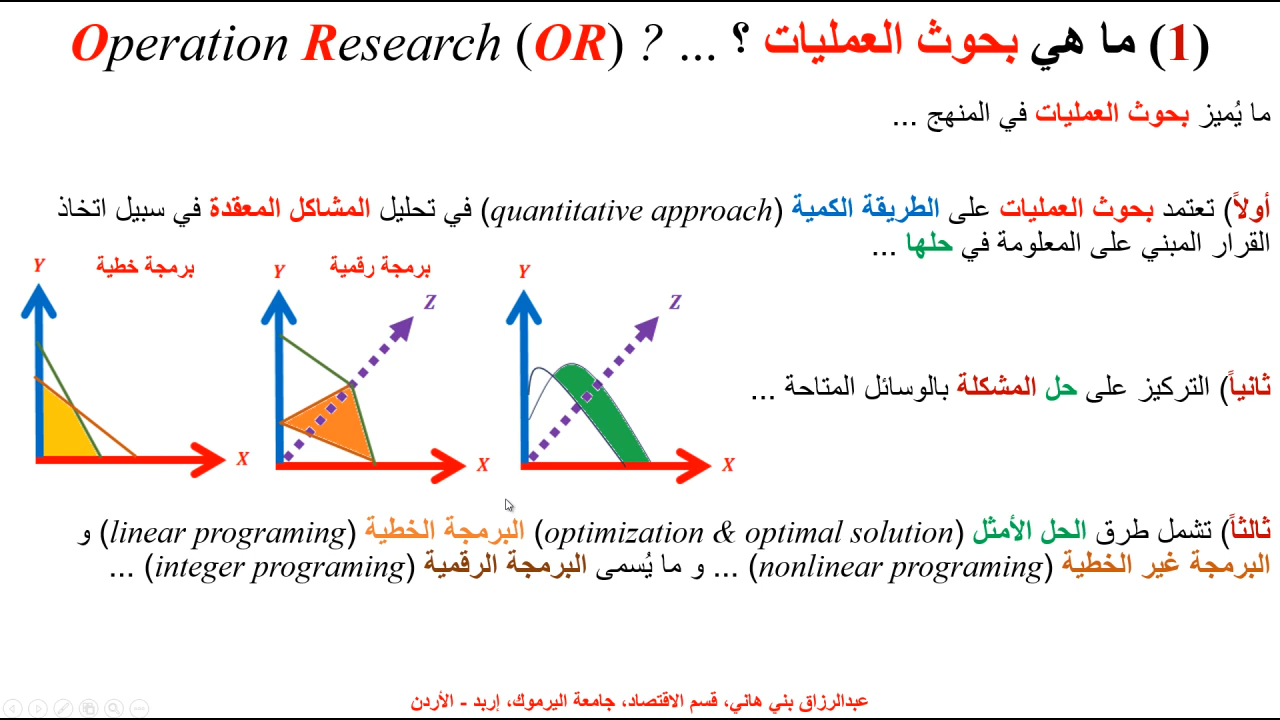 (1) ما هي بحوث العمليات ؟ ... Operation Research (OR) ?
ما يُميز بحوث العمليات في المنهج ...
أولاً) تعتمد بحوث العمليات على الطريقة الكمية (quantitative approach) في تحليل المشاكل المعقدة في سبيل اتخاذ
القرار المبني على المعلومة في حلها ...
Y برمجة خطية
Y برمجة رقمية
Y
Z
Z
ثانياً) التركيز على حل المشكلة بالوسائل المتاحة ...
X
X
X
ثالثاً) تشمل طرق الحل الأمثل (optimization & optimal solution) البرمجة الخطية (linear programing) و
البرمجة غير الخطية (nonlinear programing) ... و ما يُسمى البرمجة الرقمية (integer programing) ...
عبدالرزاق بني هاني، قسم الاقتصاد، جامعة اليرموك، إربد - الأردن